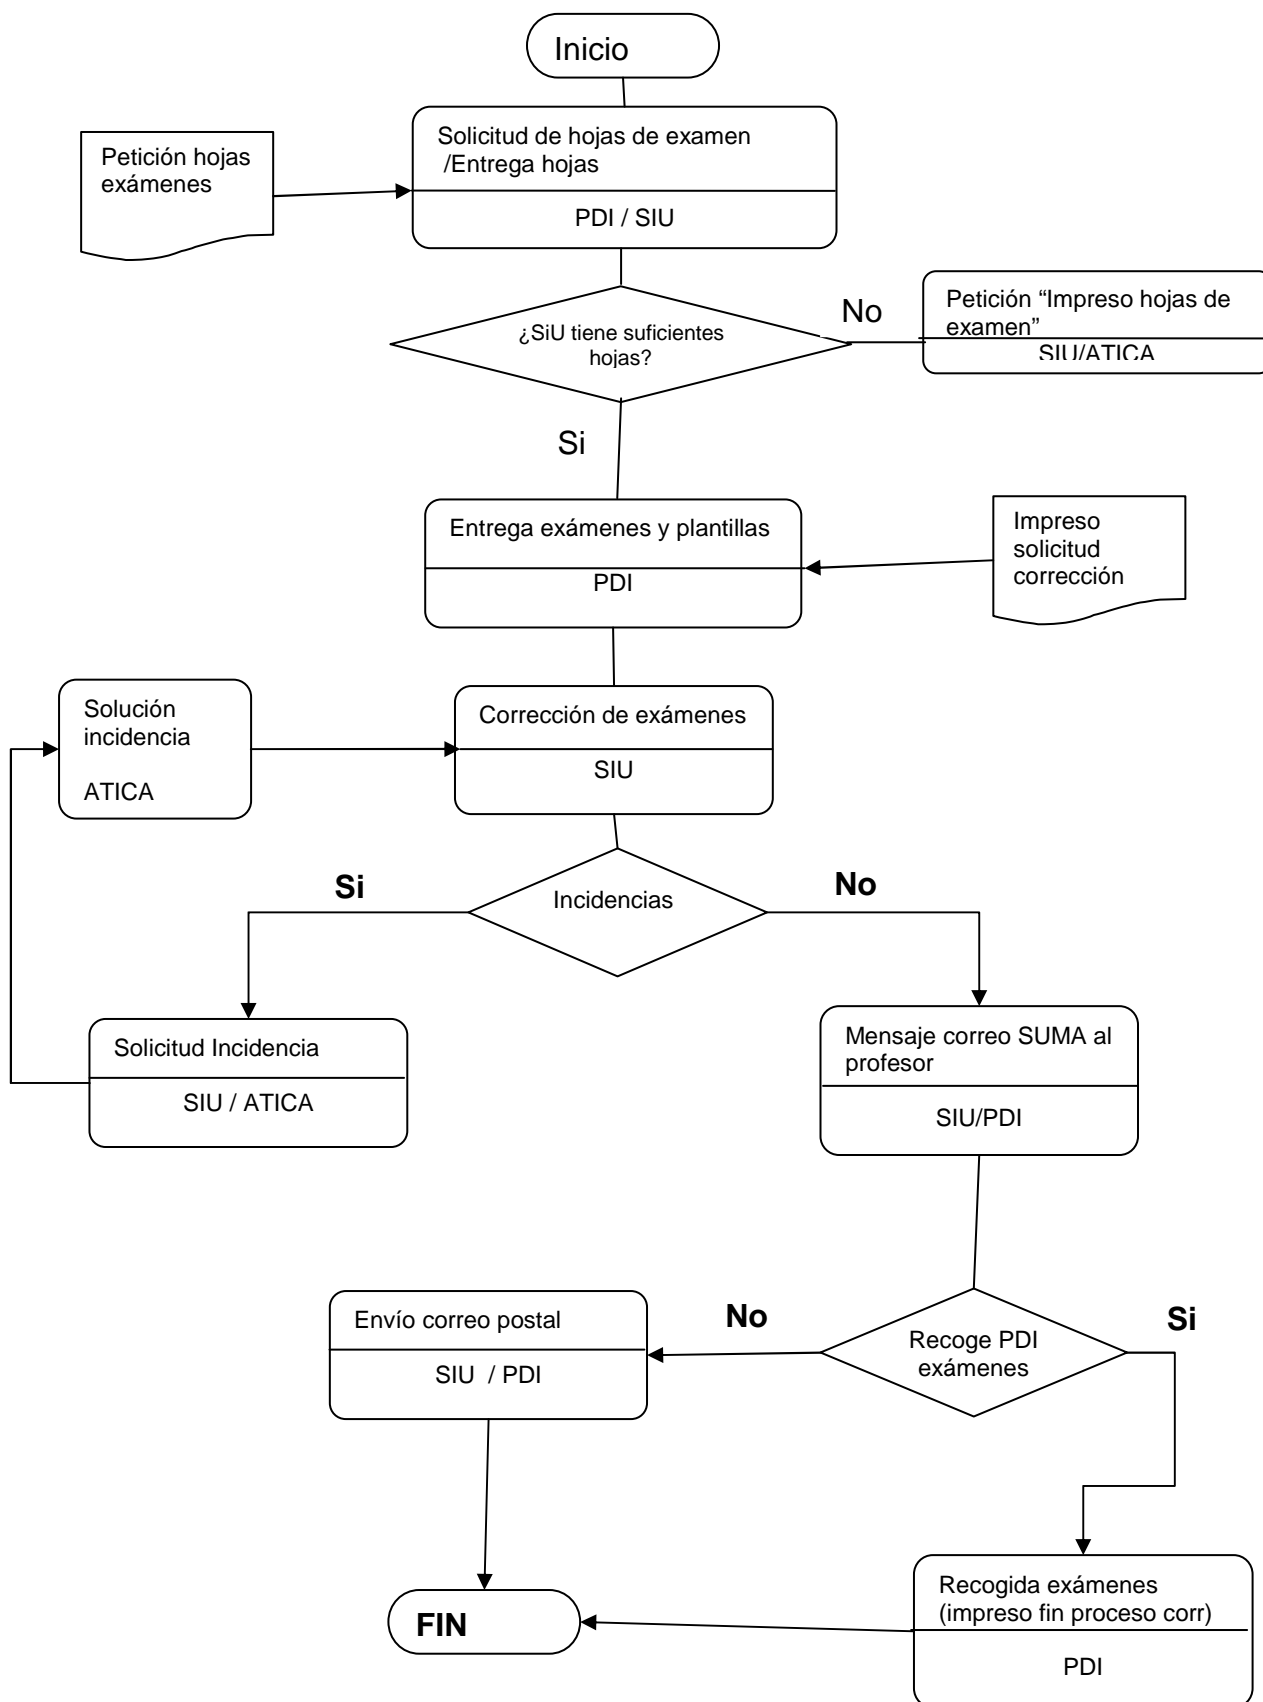 Inicio
Solicitud de hojas de examen
/Entrega hojas
PDI / SIU
Petición hojas
exámenes
¿SiU tiene suficientes
hojas?
No
Petición “Impreso hojas de
examen”
SIU/ATICA
Si
Entrega exámenes y plantillas
PDI
Impreso
solicitud
corrección
Solución
incidencia
ATICA
Corrección de exámenes
SIU
Incidencias
Si
No
Solicitud Incidencia
SIU / ATICA
Mensaje correo SUMA al
profesor
SIU/PDI
Recoge PDI
exámenes
No
Si
Envío correo postal
SIU / PDI
Recogida exámenes
(impreso fin proceso corr)
PDI
FIN